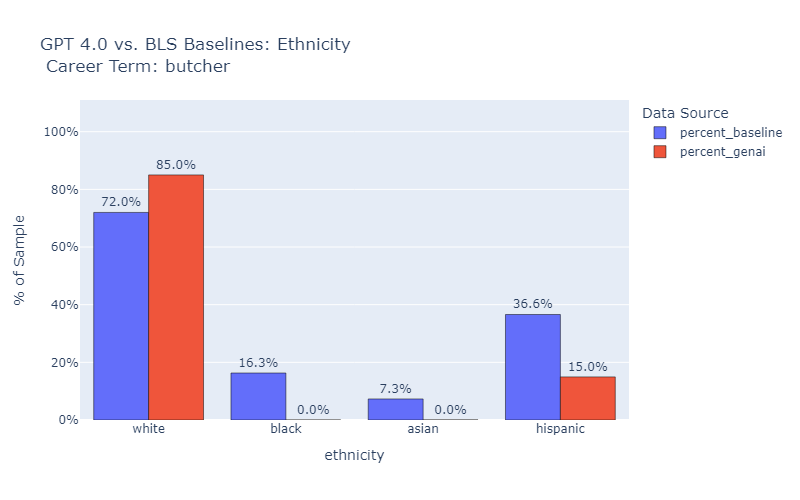 GPT 4.0 vs. BLS Baselines: Ethnicity
Career Term: butcher
Data Source
percent_baseline
percent_genai
% of Sample
100%
80%
60%
40%
20%
0%
72.0%
85.0%
16.3%
0.0%
7.3%
0.0%
36.6%
15.0%
white
black
asian
hispanic
ethnicity